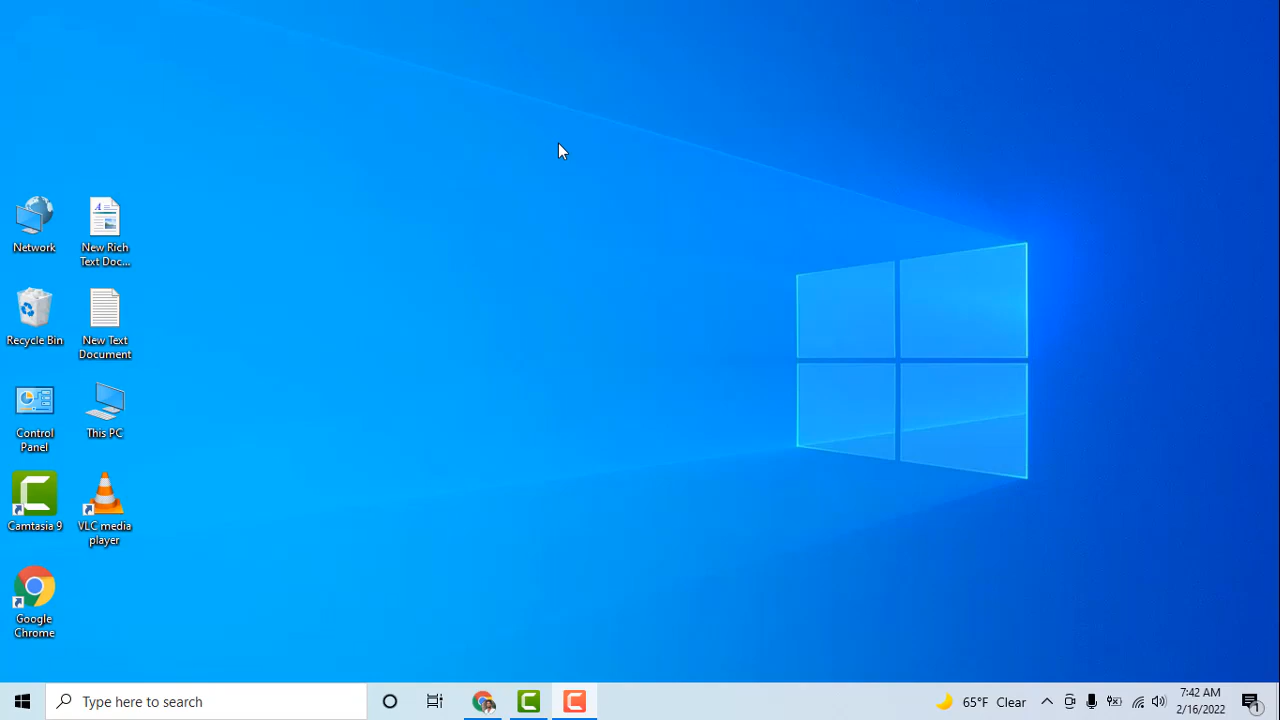 Network
New Rich
Text Doc...
Recycle Bin
New Text
Document
Control
Panel
This PC
Camtasia 9
VLC media
player
Google
Chrome
Type here to search
65°F Clear
7:42 AM
2/16/2022
1